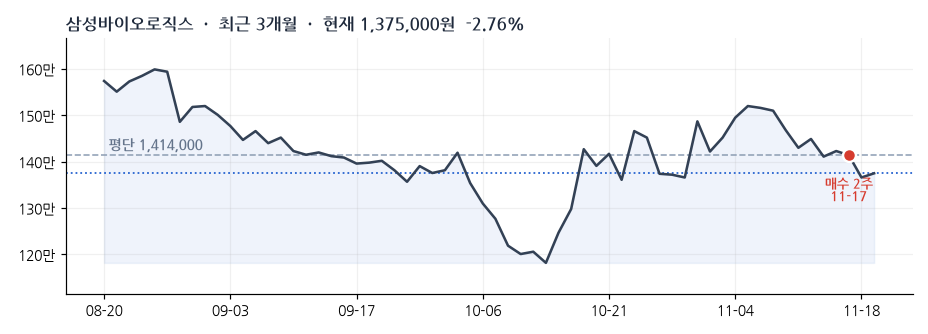 삼성바이오로직스 · 최근 3개월 · 현재 1,375,000원 -2.76%
160만
150만
평단 1,414,000
140만
매수 2주
11-17
130만
120만
08-20 09-03 09-17 10-06 10-21 11-04 11-18